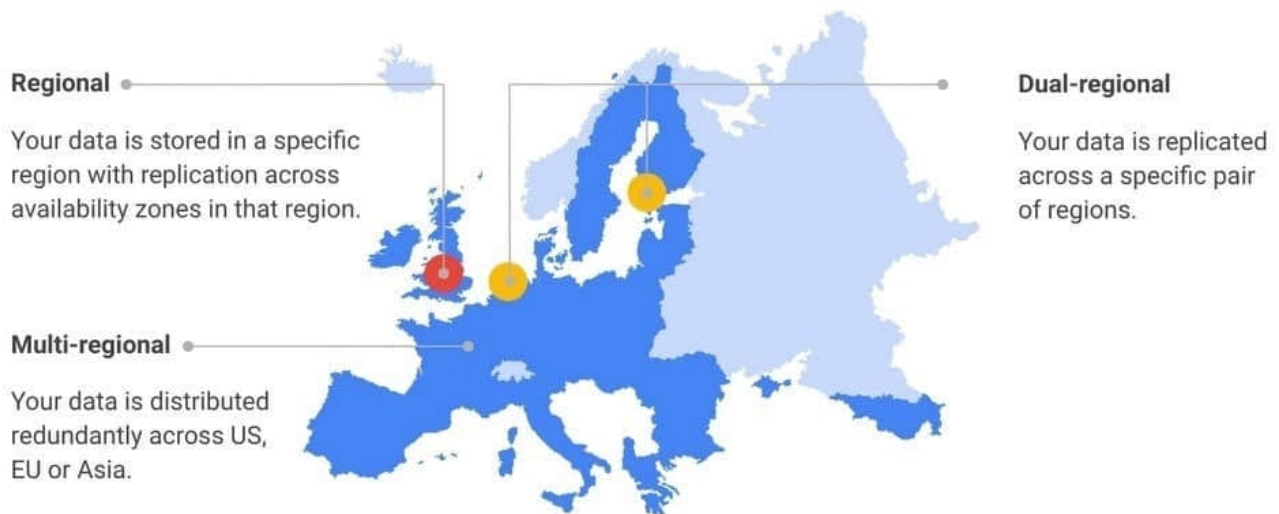 Regional
Your data is stored in a specific
region with replication across
availability zones in that region.
Multi-regional
Your data is distributed
redundantly across US,
EU or Asia.
Dual-regional
Your data is replicated
across a specific pair
of regions.